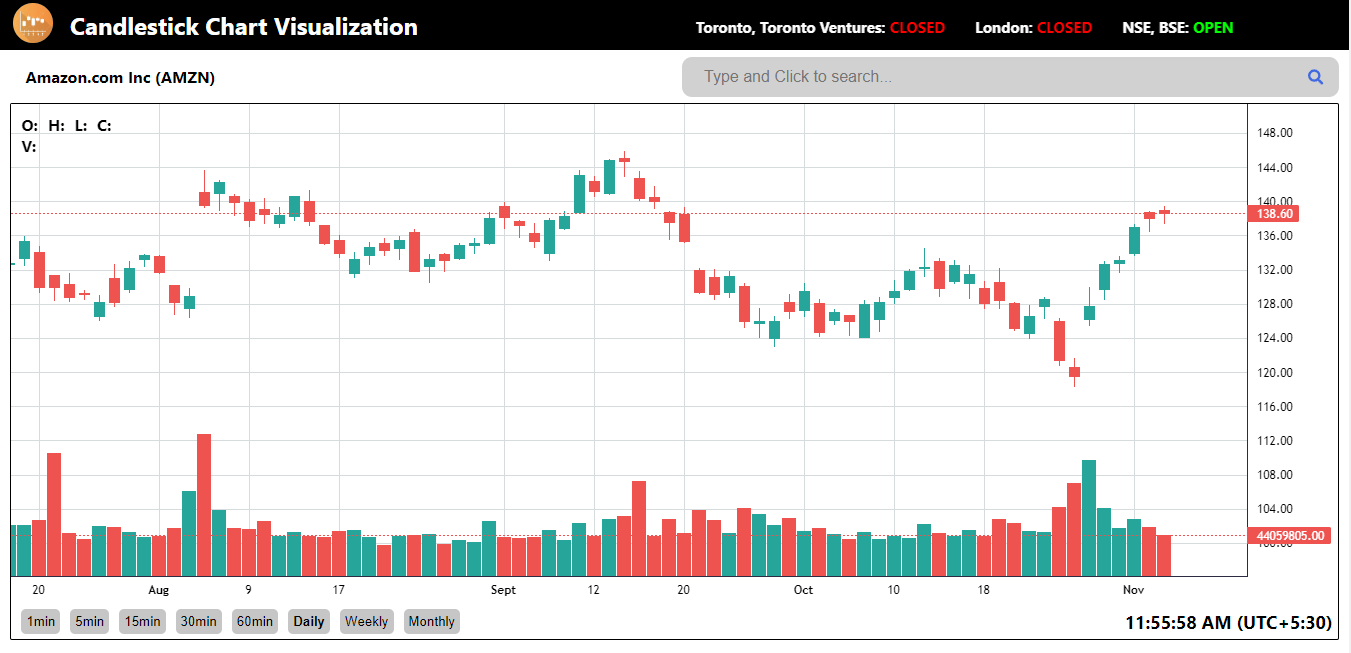 Candlestick Chart Visualization
Toronto, Toronto Ventures: CLOSED London: CLOSED NSE, BSE: OPEN
Amazon.com Inc (AMZN)
Type and Click to search...
O: H: L: C:
V:
148.00
144.00
140.00
138.60
136.00
132.00
128.00
124.00
120.00
116.00
112.00
108.00
104.00
44059805.00
20 Aug 9 17 Sept 12 20 Oct 10 18 Nov
1min 5min 15min 30min 60min Daily Weekly Monthly
11:55:58 AM (UTC+5:30)